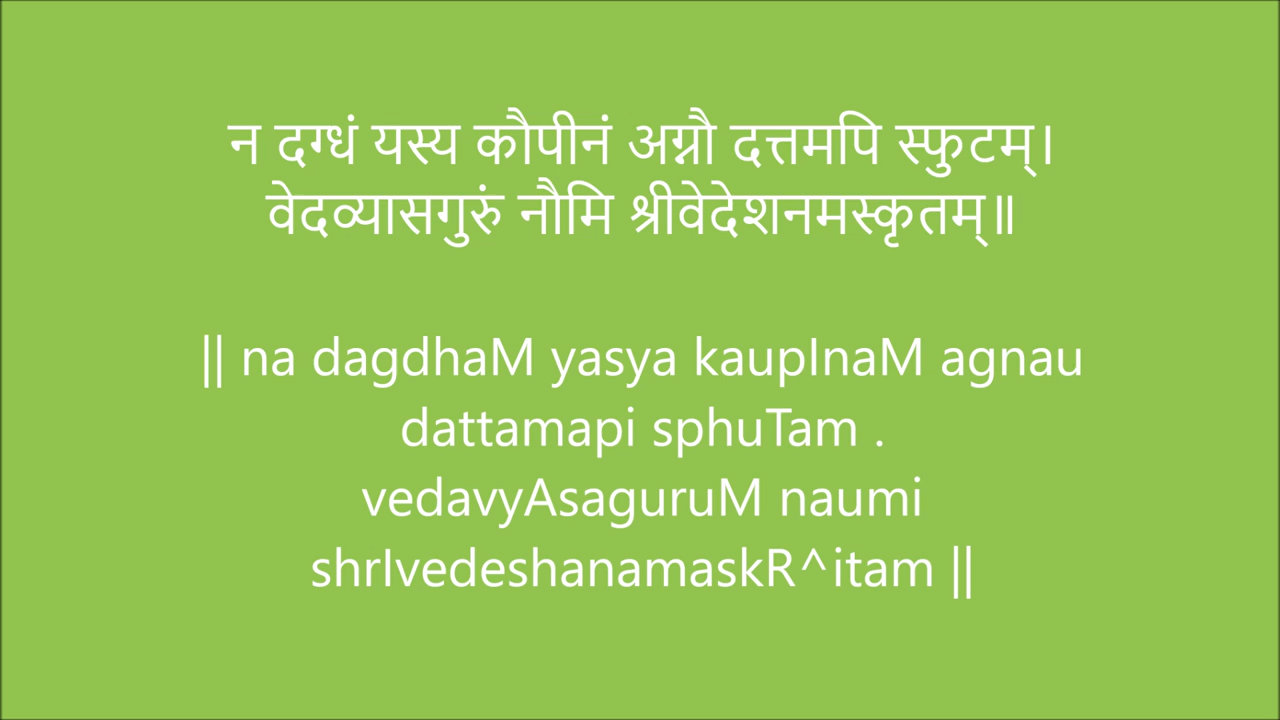 न दग्धं यस्य कौपीनं अग्नौ दत्तमपि स्फुटम्।
वेदव्यासगुरुं नौमि श्रीवेदेशनमस्कृतम्॥
|| na dagdhaM yasya kaupInaM agnau
dattamapi sphuTam .
vedavyAsaguruM naumi
shrIvedeshanamaskR^itam ||